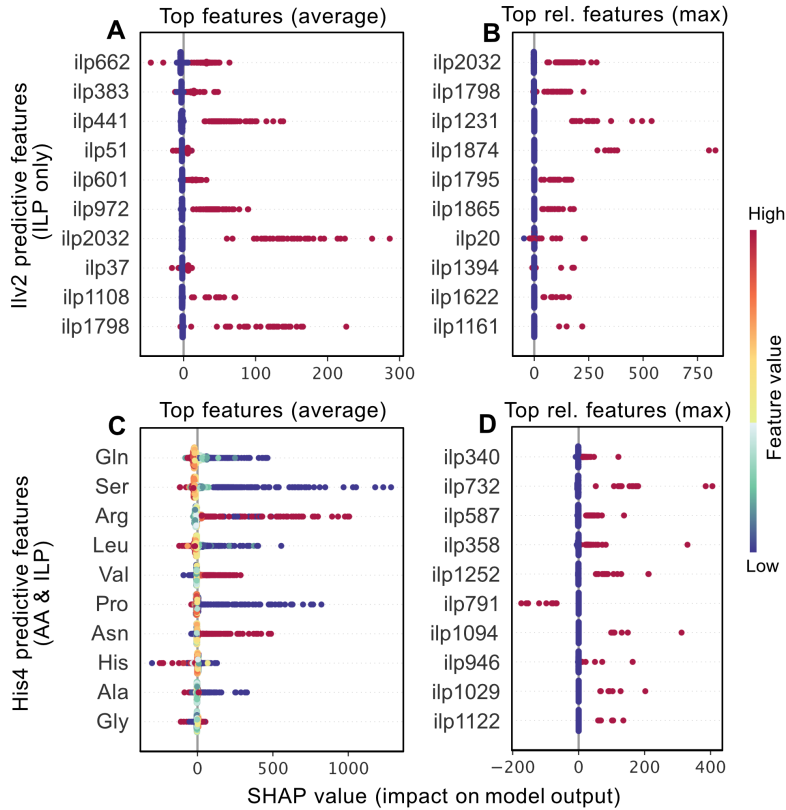 A
Top features (average)
Ilv2 predictive features
(ILP only)
ilp662
ilp383
ilp441
ilp51
ilp601
ilp972
ilp2032
ilp37
ilp1108
ilp1798
0 100 200 300
B
Top rel. features (max)
ilp2032
ilp1798
ilp1231
ilp1874
ilp1795
ilp1865
ilp20
ilp1394
ilp1622
ilp1161
0 250 500 750
C
Top features (average)
His4 predictive features
(AA & ILP)
Gln
Ser
Arg
Leu
Val
Pro
Asn
His
Ala
Gly
0 500 1000
D
Top rel. features (max)
ilp340
ilp732
ilp587
ilp358
ilp1252
ilp791
ilp1094
ilp946
ilp1029
ilp1122
−200 0 200 400
SHAP value (impact on model output)
High
Feature value
Low